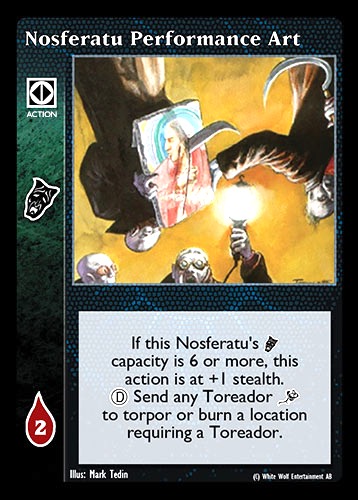 Nosferatu Performance Art
ACTION
If this Nosferatu's
capacity is 6 or more, this
action is at +1 stealth.
Ⓓ Send any Toreador
to torpor or burn a location
requiring a Toreador.
2
Illus: Mark Tedin
(C) White Wolf Entertainment AB